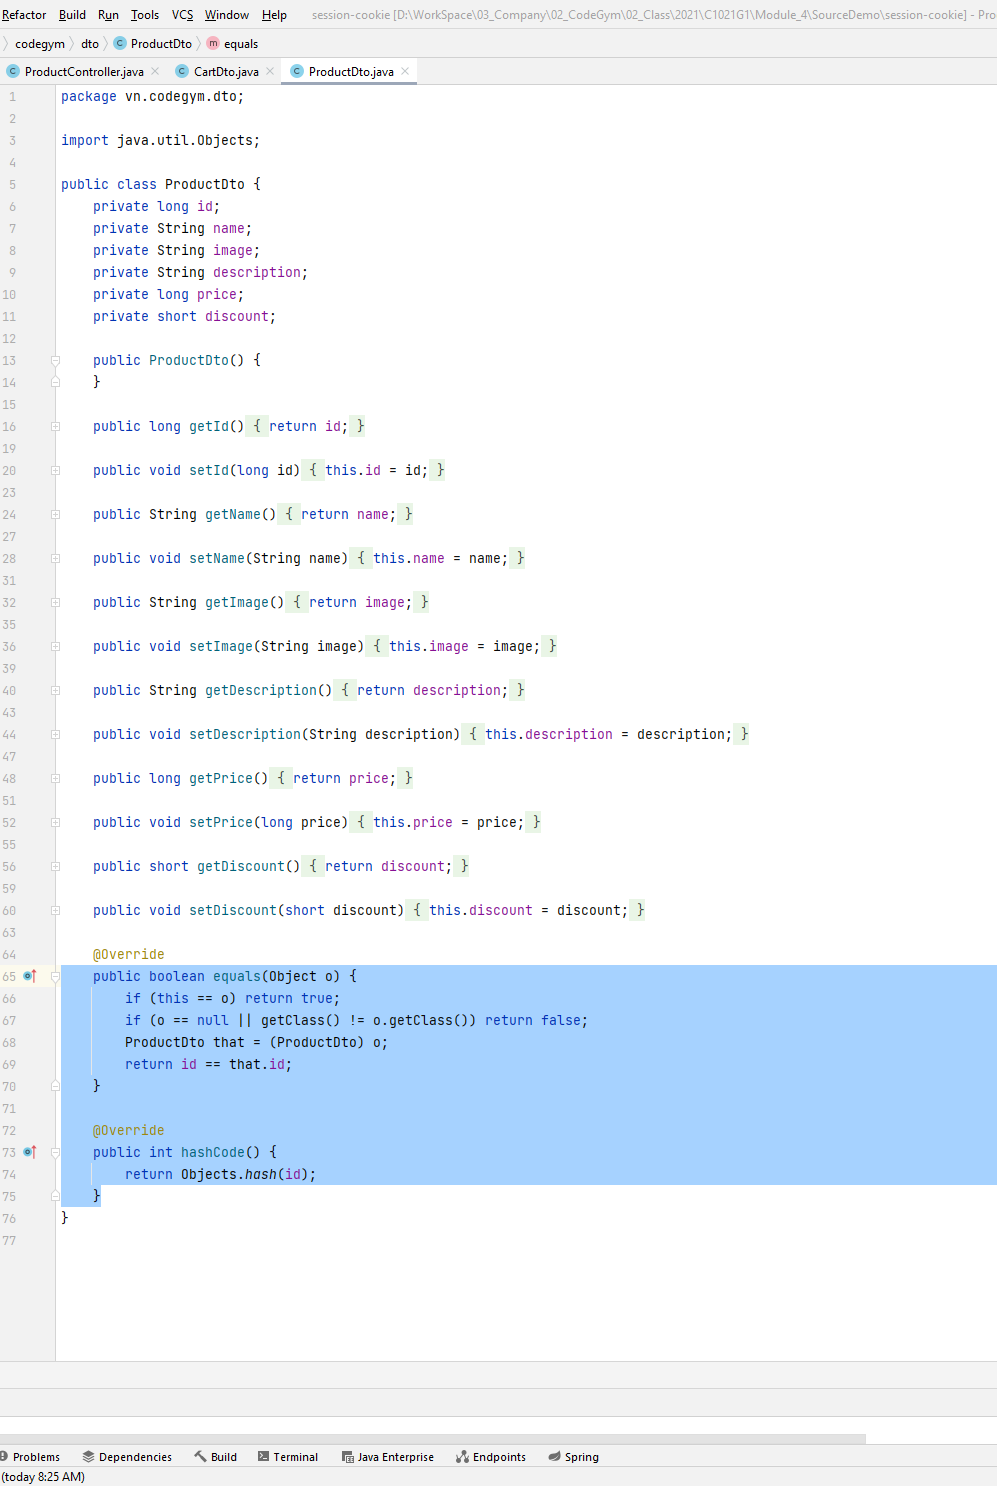 Refactor Build Run Tools VCS Window Help session-cookie [D:\WorkSpace\03_Company\02_CodeGym\02_Class\2021\C1021G1\Module_4\SourceDemo\session-cookie] - Pro
codegym dto C ProductDto m equals
C ProductController.java × C CartDto.java × C ProductDto.java ×
1 package vn.codegym.dto;
2
3 import java.util.Objects;
4
5 public class ProductDto {
6 private long id;
7 private String name;
8 private String image;
9 private String description;
10 private long price;
11 private short discount;
12
13 public ProductDto() {
14 }
15
16 public long getId() { return id; }
19
20 public void setId(long id) { this.id = id; }
23
24 public String getName() { return name; }
27
28 public void setName(String name) { this.name = name; }
31
32 public String getImage() { return image; }
35
36 public void setImage(String image) { this.image = image; }
39
40 public String getDescription() { return description; }
43
44 public void setDescription(String description) { this.description = description; }
47
48 public long getPrice() { return price; }
51
52 public void setPrice(long price) { this.price = price; }
55
56 public short getDiscount() { return discount; }
59
60 public void setDiscount(short discount) { this.discount = discount; }
63
64 @Override
65 public boolean equals(Object o) {
66 if (this == o) return true;
67 if (o == null || getClass() != o.getClass()) return false;
68 ProductDto that = (ProductDto) o;
69 return id == that.id;
70 }
71
72 @Override
73 public int hashCode() {
74 return Objects.hash(id);
75 }
76 }
77
Problems Dependencies Build Terminal Java Enterprise Endpoints Spring
(today 8:25 AM)